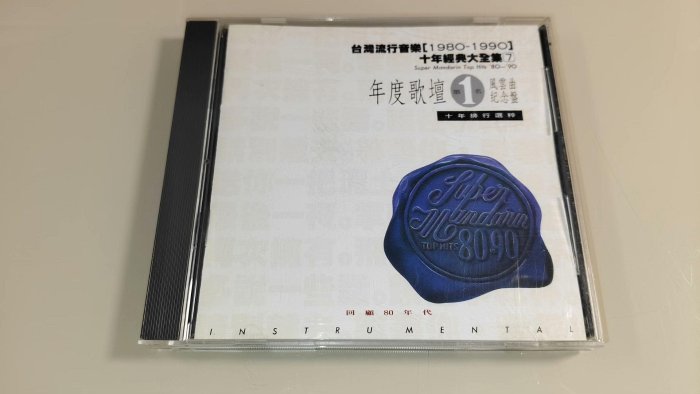 台灣流行音樂[1980-1990]
十年經典大全集7
Super Mandarin Top Hits '80-'90
年度歌壇第1名風雲曲紀念盤
十年排行選粹
Super
Mandarin
TOP HITS 80-90
回顧80年代
INSTRUMENTAL